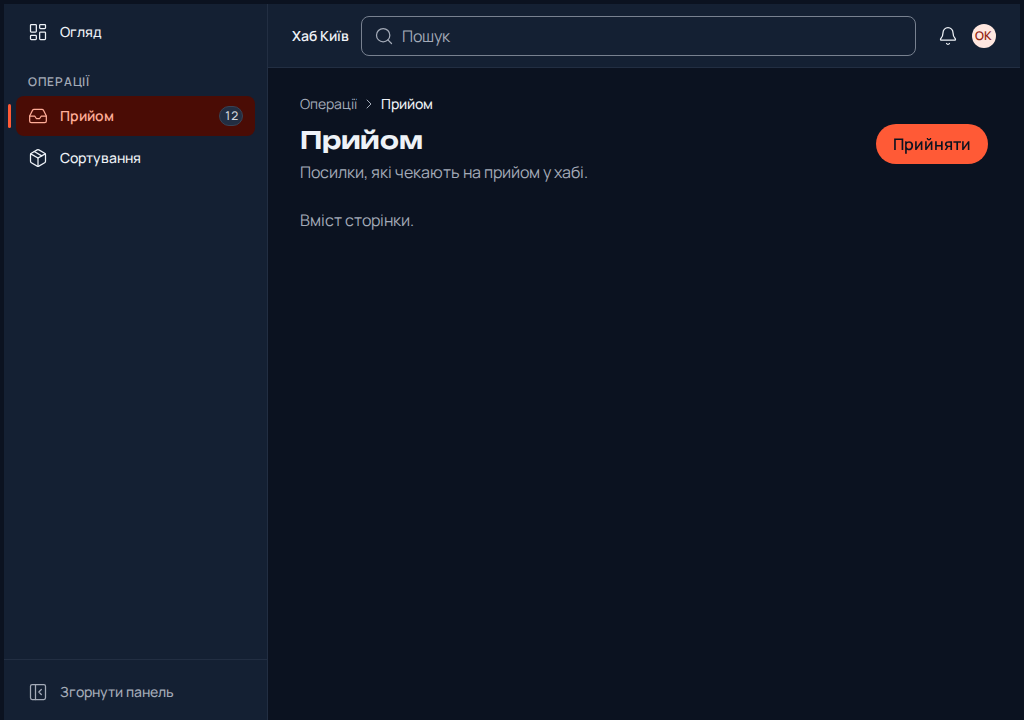 Огляд
ОПЕРАЦІЇ
Прийом 12
Сортування
Згорнути панель
Хаб Київ
Пошук
ОК
Операції > Прийом
Прийом
Посилки, які чекають на прийом у хабі.
Прийняти
Вміст сторінки.